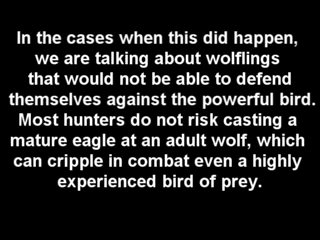 In the cases when this did happen,
we are talking about wolflings
that would not be able to defend
themselves against the powerful bird.
Most hunters do not risk casting a
mature eagle at an adult wolf, which
can cripple in combat even a highly
experienced bird of prey.